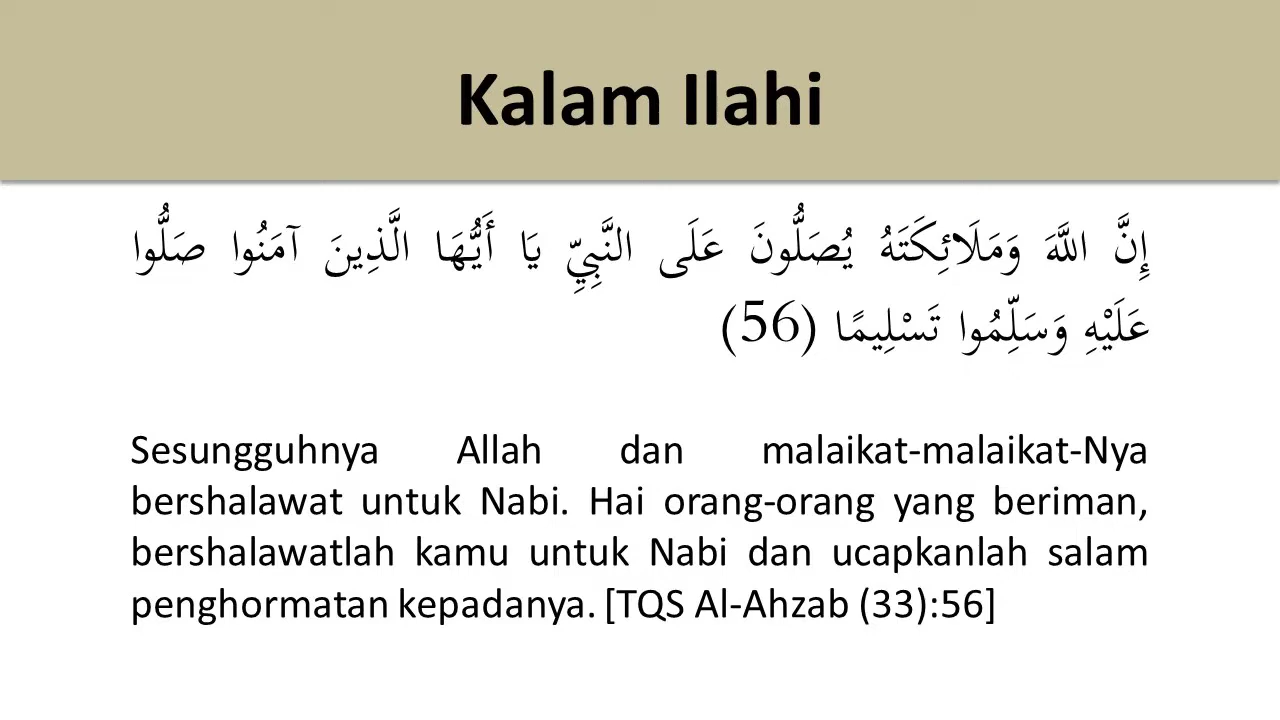 Kalam Ilahi
إِنَّ اللَّهَ وَمَلَائِكَتَهُ يُصَلُّونَ عَلَى النَّبِيِّ يَا أَيُّهَا الَّذِينَ آمَنُوا صَلُّوا
عَلَيْهِ وَسَلِّمُوا تَسْلِيمًا (56)
Sesungguhnya Allah dan malaikat-malaikat-Nya
bershalawat untuk Nabi. Hai orang-orang yang beriman,
bershalawatlah kamu untuk Nabi dan ucapkanlah salam
penghormatan kepadanya. [TQS Al-Ahzab (33):56]